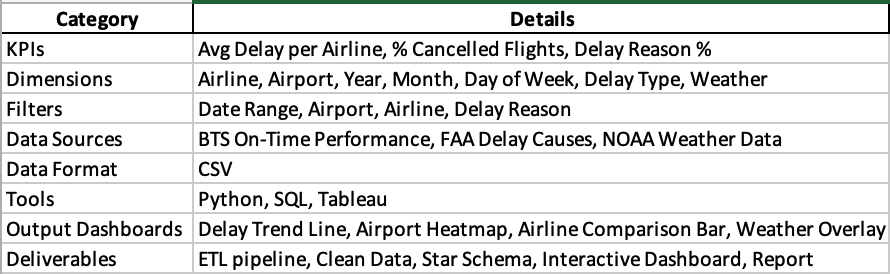 Category Details
KPIs Avg Delay per Airline, % Cancelled Flights, Delay Reason %
Dimensions Airline, Airport, Year, Month, Day of Week, Delay Type, Weather
Filters Date Range, Airport, Airline, Delay Reason
Data Sources BTS On-Time Performance, FAA Delay Causes, NOAA Weather Data
Data Format CSV
Tools Python, SQL, Tableau
Output Dashboards Delay Trend Line, Airport Heatmap, Airline Comparison Bar, Weather Overlay
Deliverables ETL pipeline, Clean Data, Star Schema, Interactive Dashboard, Report